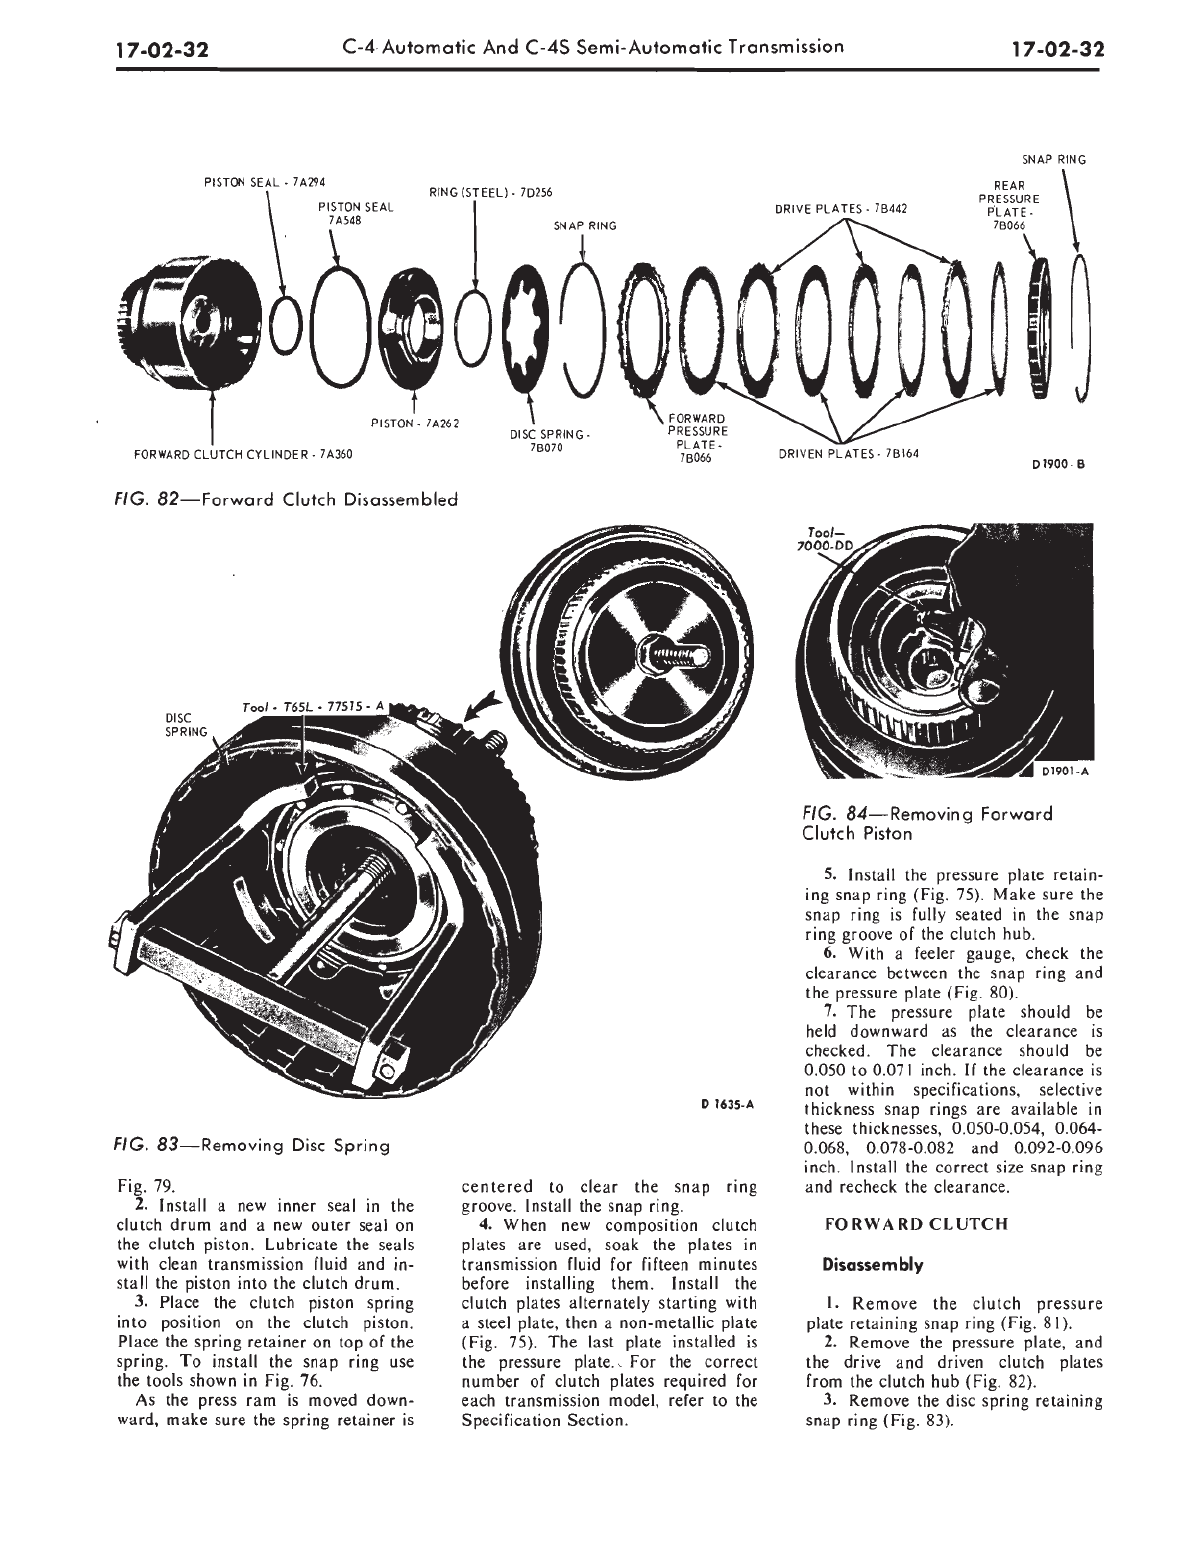 17-02-32
C-4 Automatic And C-4S Semi-Automatic Transmission
17-02-32
SNAP RING
PISTON SEAL - 7A294
RING (STEEL) - 7D256
REAR
PRESSURE
PLATE -
7B066
PISTON SEAL
7A548
DRIVE PLATES - 7B442
SNAP RING
PISTON - 7A262
FORWARD
PRESSURE
PLATE -
7B066
DISC SPRING -
7B070
FORWARD CLUTCH CYLINDER - 7A360
DRIVEN PLATES - 7B164
D1900-B
FIG. 82—Forward Clutch Disassembled
Tool—
7000-DD
Tool - T65L - 77515 - A
DISC
SPRING
D1901-A
D 1635-A
FIG. 83—Removing Disc Spring
Fig. 79.
2. Install a new inner seal in the
clutch drum and a new outer seal on
the clutch piston. Lubricate the seals
with clean transmission fluid and in-
stall the piston into the clutch drum.
3. Place the clutch piston spring
into position on the clutch piston.
Place the spring retainer on top of the
spring. To install the snap ring use
the tools shown in Fig. 76.
As the press ram is moved down-
ward, make sure the spring retainer is
centered to clear the snap ring
groove. Install the snap ring.
4. When new composition clutch
plates are used, soak the plates in
transmission fluid for fifteen minutes
before installing them. Install the
clutch plates alternately starting with
a steel plate, then a non-metallic plate
(Fig. 75). The last plate installed is
the pressure plate. For the correct
number of clutch plates required for
each transmission model, refer to the
Specification Section.
FIG. 84—Removing Forward
Clutch Piston
5. Install the pressure plate retain-
ing snap ring (Fig. 75). Make sure the
snap ring is fully seated in the snap
ring groove of the clutch hub.
6. With a feeler gauge, check the
clearance between the snap ring and
the pressure plate (Fig. 80).
7. The pressure plate should be
held downward as the clearance is
checked. The clearance should be
0.050 to 0.071 inch. If the clearance is
not within specifications, selective
thickness snap rings are available in
these thicknesses, 0.050-0.054, 0.064-
0.068, 0.078-0.082 and 0.092-0.096
inch. Install the correct size snap ring
and recheck the clearance.
FORWARD CLUTCH
Disassembly
1. Remove the clutch pressure
plate retaining snap ring (Fig. 81).
2. Remove the pressure plate, and
the drive and driven clutch plates
from the clutch hub (Fig. 82).
3. Remove the disc spring retaining
snap ring (Fig. 83).